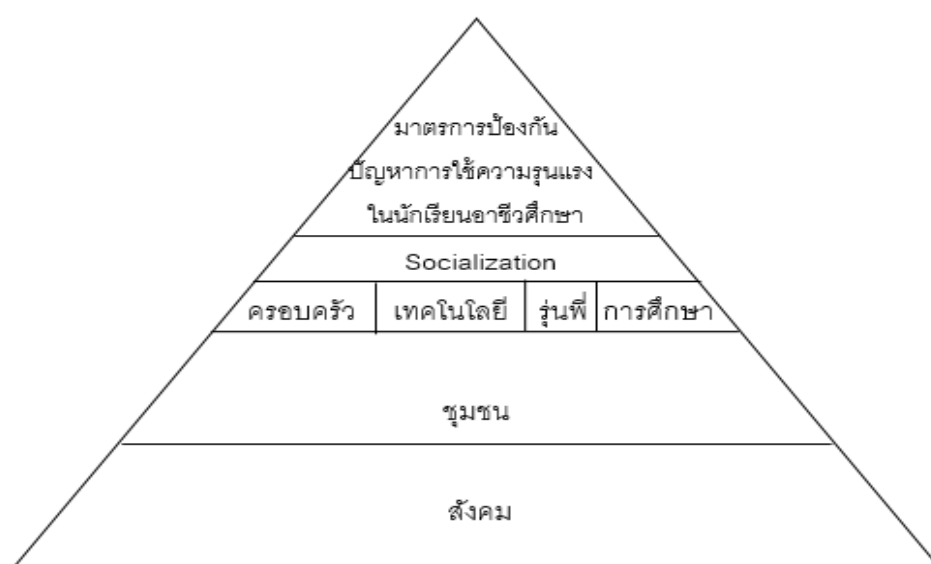 มาตรการป้องกัน
ปัญหาการใช้ความรุนแรง
ในนักเรียนอาชีวศึกษา
Socialization
ครอบครัว เทคโนโลยี รุ่นพี่ การศึกษา
ชุมชน
สังคม